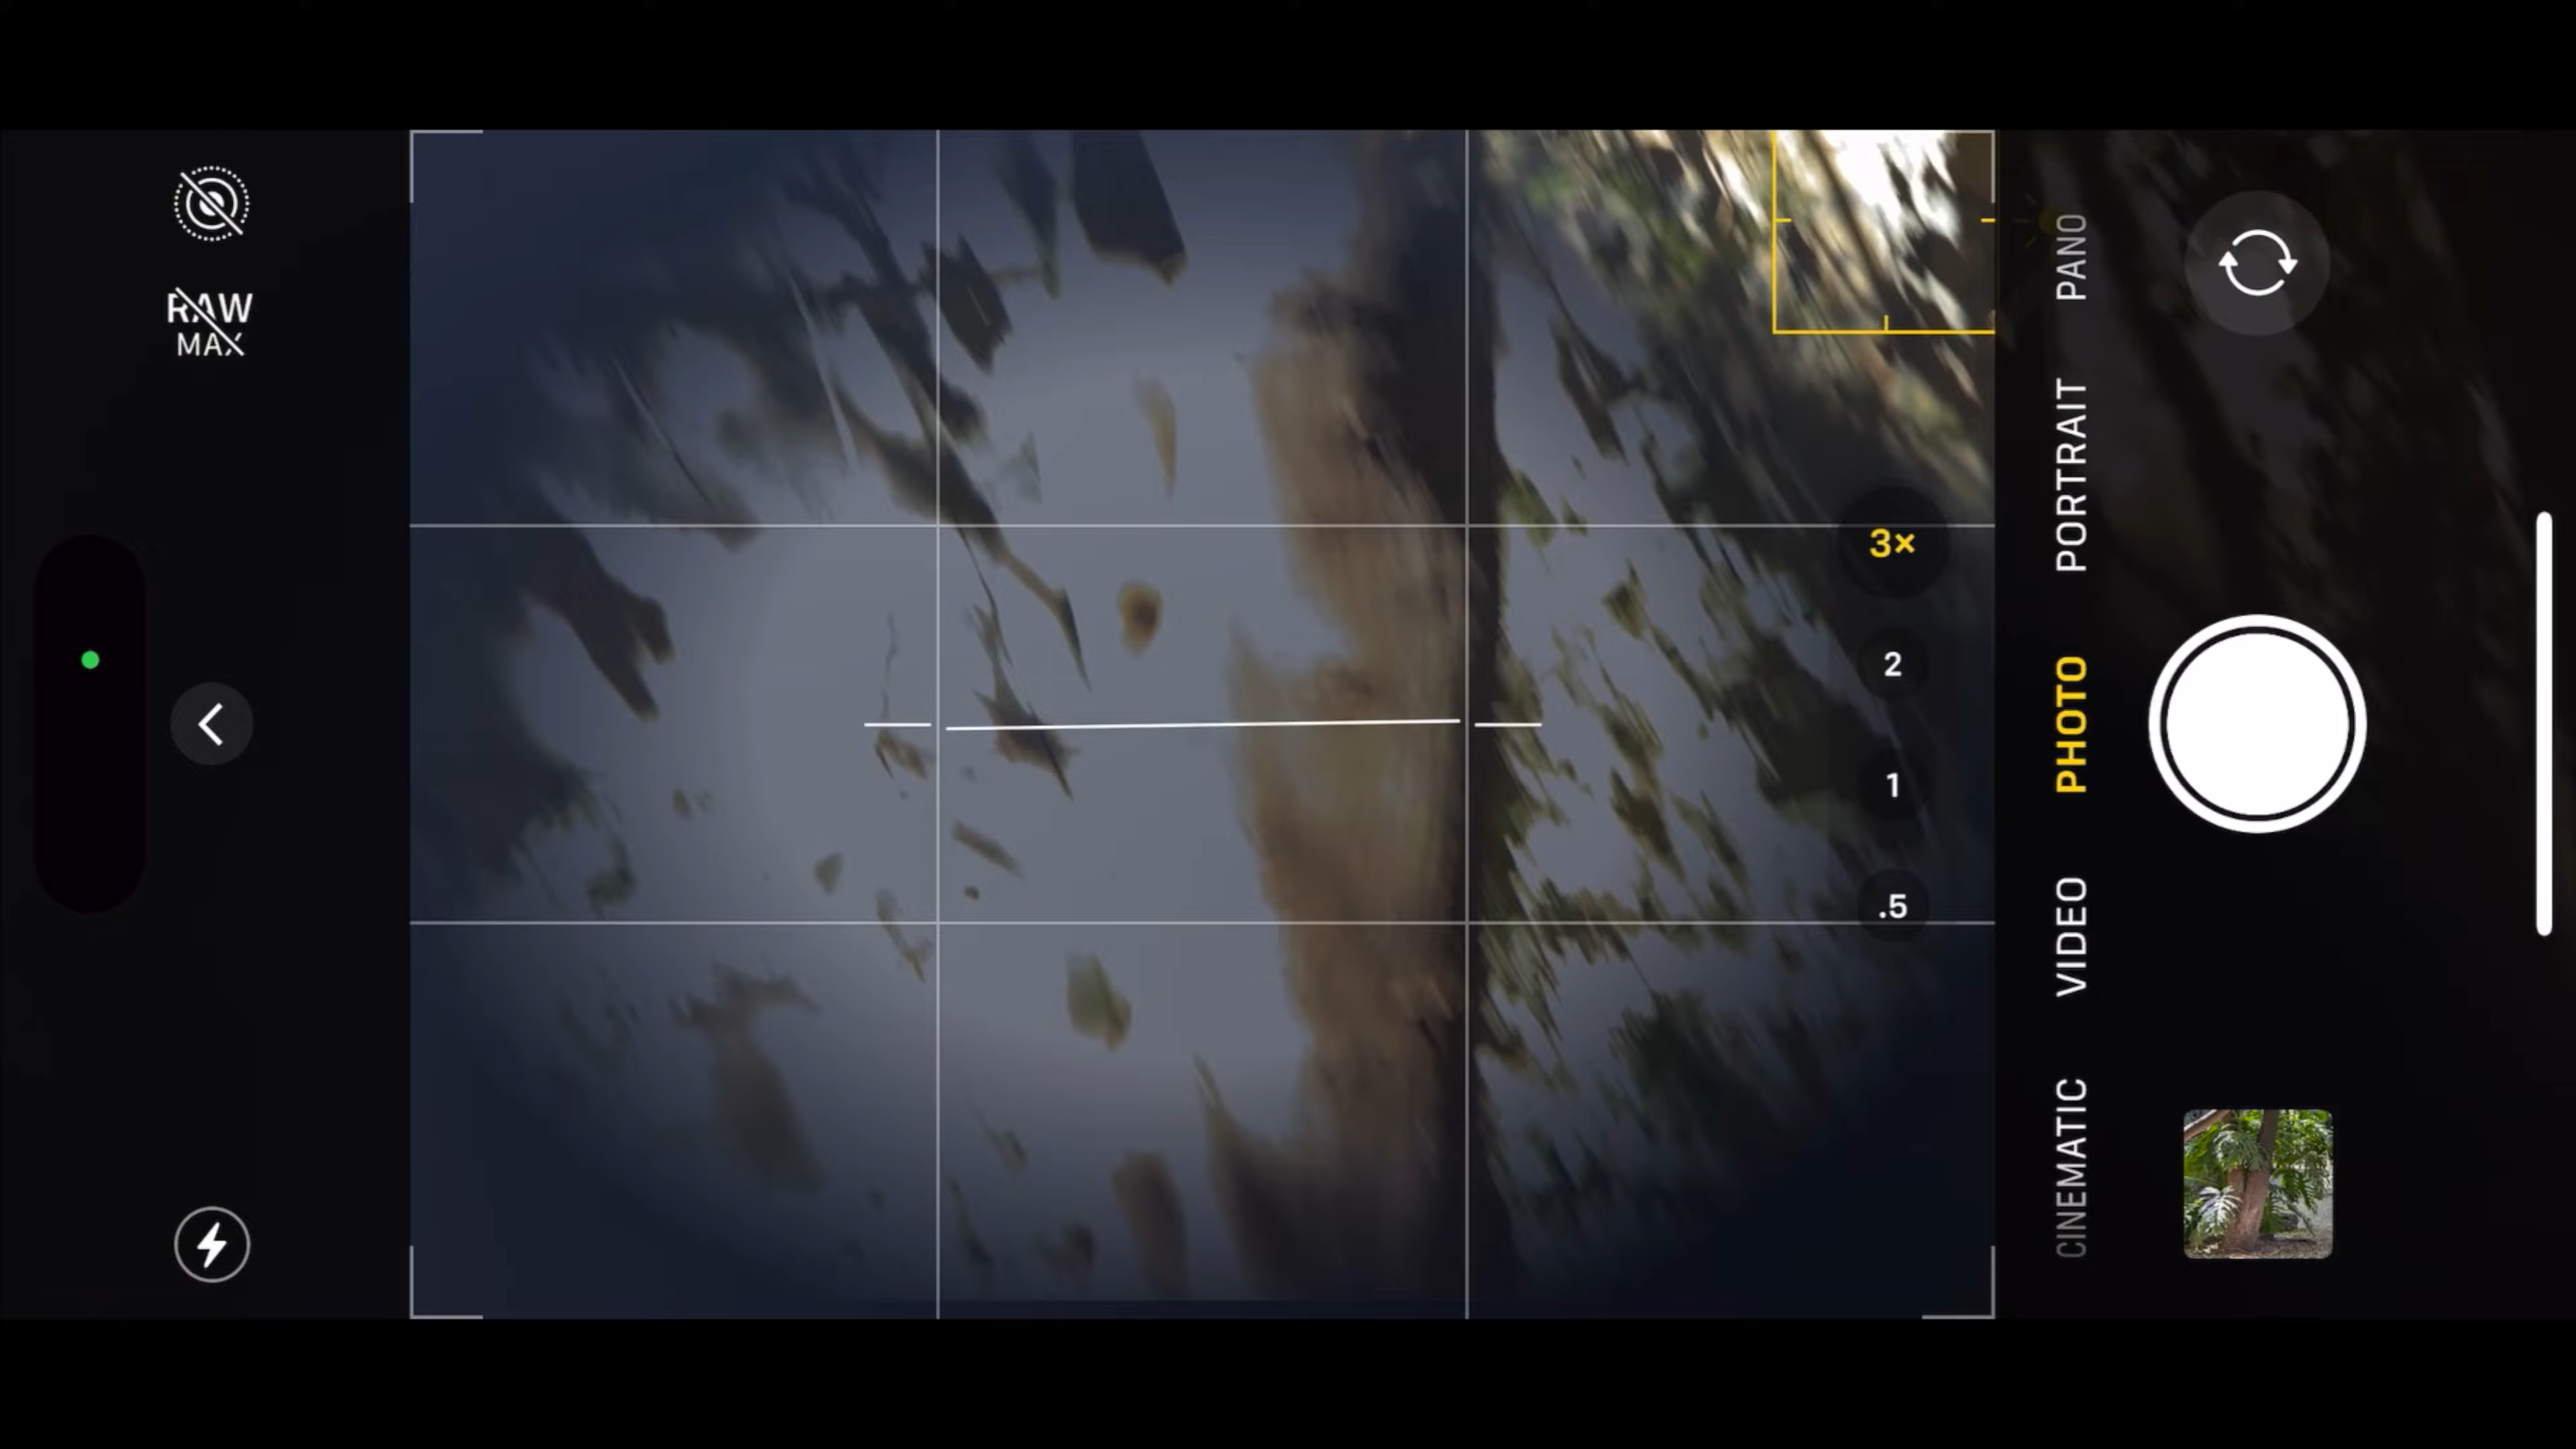 RAW
MAX
3×
2
1
.5
PANO
PORTRAIT
PHOTO
VIDEO
CINEMATIC